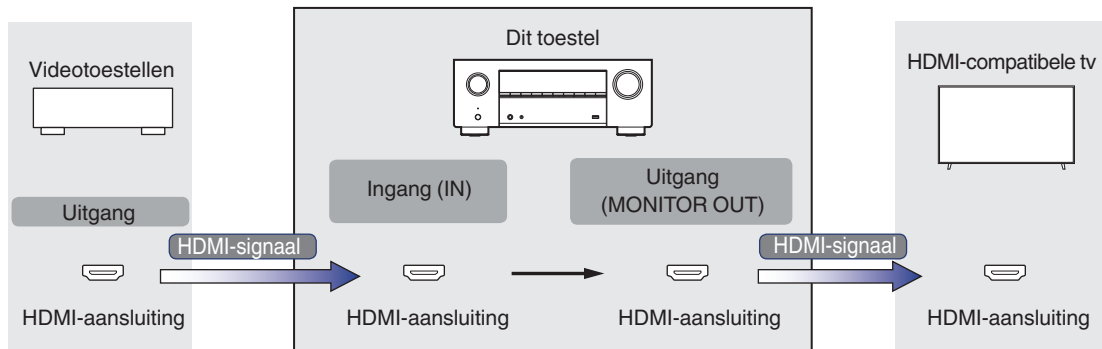 Dit toestel
Videotoestellen
HDMI-compatibele tv
Ingang (IN)
Uitgang
(MONITOR OUT)
Uitgang
HDMI-signaal
HDMI-signaal
HDMI-aansluiting
HDMI-aansluiting
HDMI-aansluiting
HDMI-aansluiting